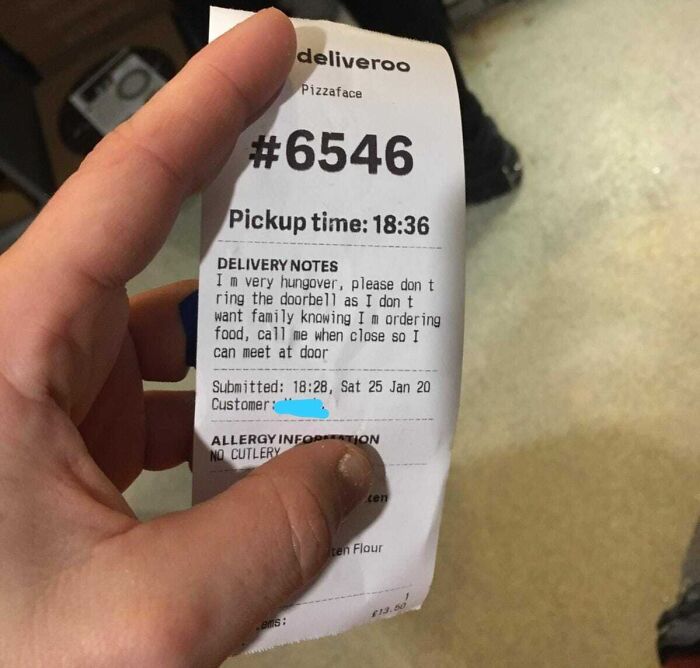 deliveroo
Pizzaface
#6546
Pickup time: 18:36
DELIVERY NOTES
I m very hungover, please don t
ring the doorbell as I don t
want family knowing I m ordering
food, call me when close so I
can meet at door
Submitted: 18:28, Sat 25 Jan 20
Customer:
ALLERGY INFORMATION
NO CUTLERY
Flour
1
£13.50